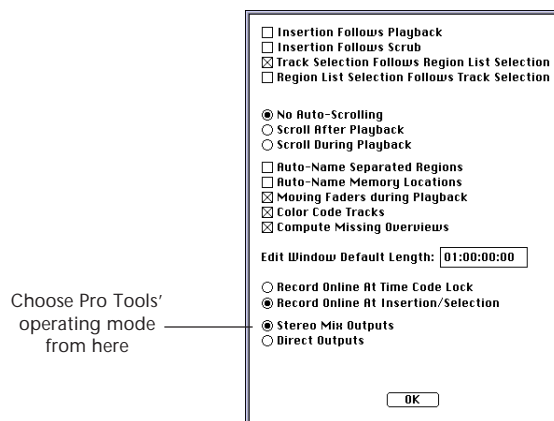 Insertion Follows Playback
Insertion Follows Scrub
Track Selection Follows Region List Selection
Region List Selection Follows Track Selection
No Auto-Scrolling
Scroll After Playback
Scroll During Playback
Auto-Name Separated Regions
Auto-Name Memory Locations
Moving Faders during Playback
Color Code Tracks
Compute Missing Overviews
Edit Window Default Length: 01:00:00:00
Record Online At Time Code Lock
Record Online At Insertion/Selection
Choose Pro Tools’
operating mode
from here
Stereo Mix Outputs
Direct Outputs
OK